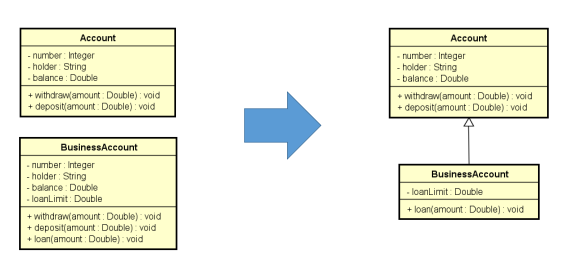 Account
- number : Integer
- holder : String
- balance : Double
+ withdraw(amount : Double) : void
+ deposit(amount : Double) : void
BusinessAccount
- number : Integer
- holder : String
- balance : Double
- loanLimit : Double
+ withdraw(amount : Double) : void
+ deposit(amount : Double) : void
+ loan(amount : Double) : void
Account
- number : Integer
- holder : String
- balance : Double
+ withdraw(amount : Double) : void
+ deposit(amount : Double) : void
BusinessAccount
- loanLimit : Double
+ loan(amount : Double) : void